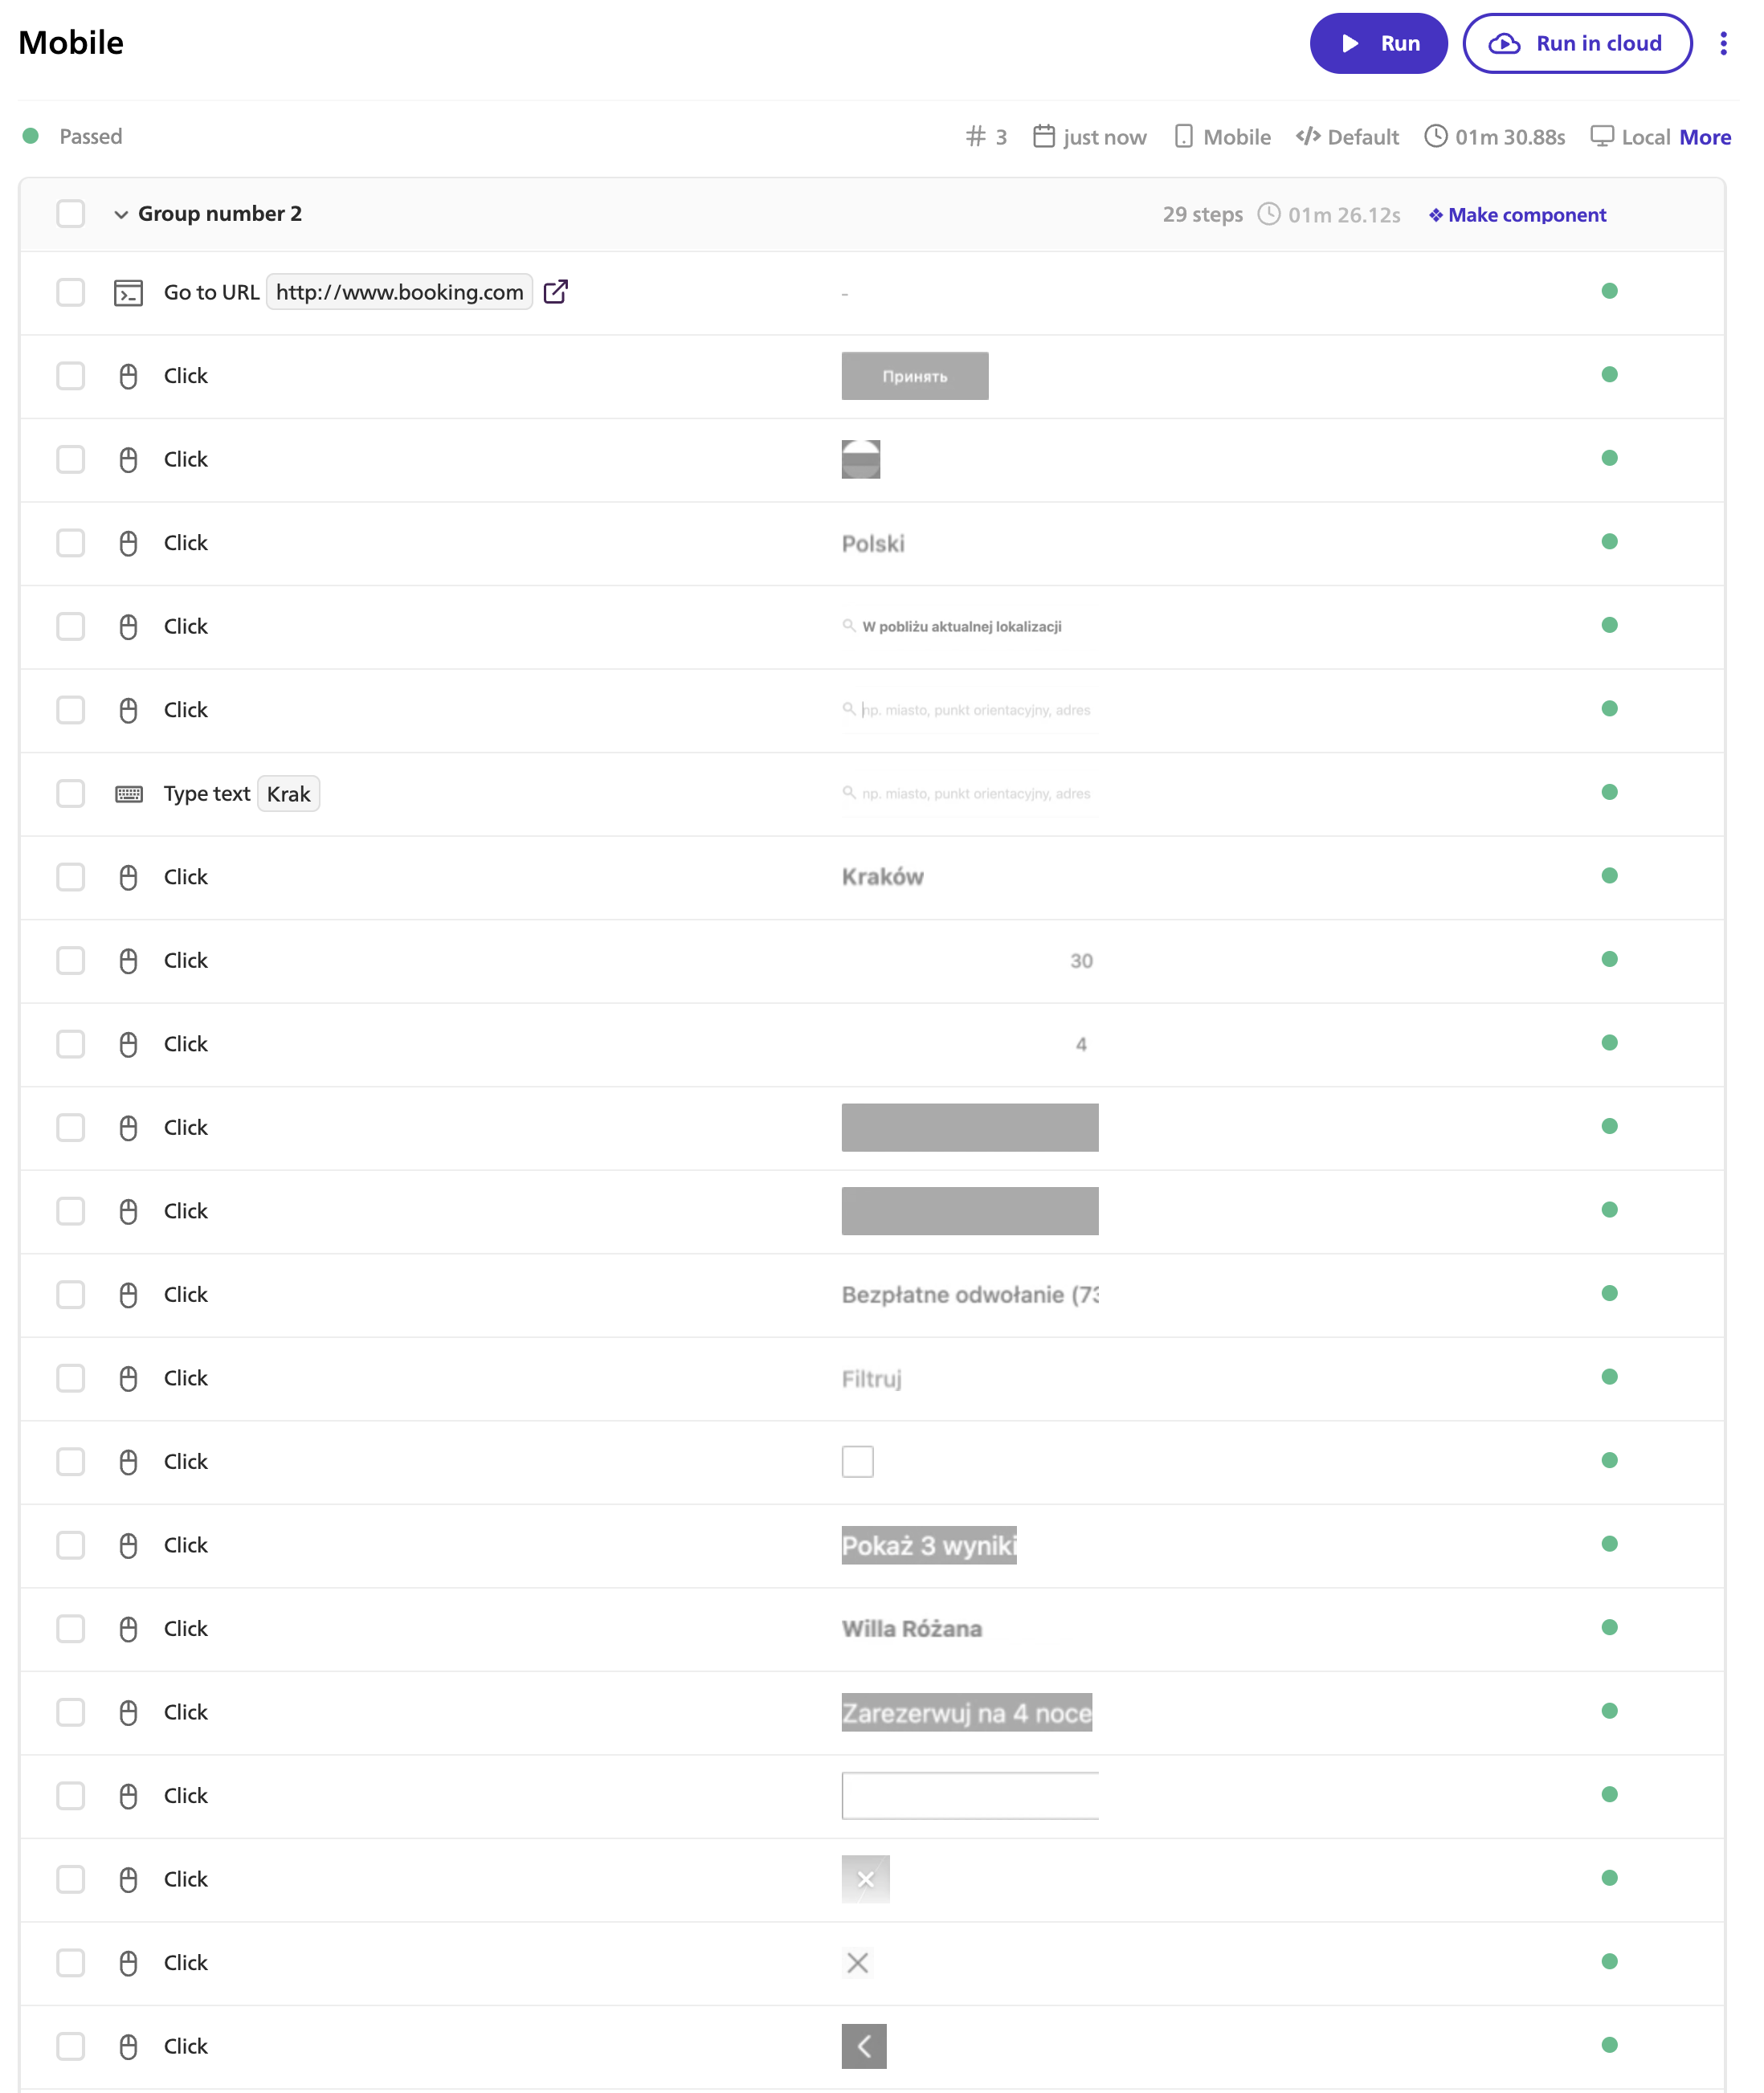 Mobile
Run
Run in cloud
Passed
# 3
just now
Mobile
</> Default
01m 30.88s
Local More
Group number 2
29 steps
01m 26.12s
Make component
Go to URL http://www.booking.com
-
Click
Принять
Click
Click
Polski
Click
W pobliżu aktualnej lokalizacji
Click
np. miasto, punkt orientacyjny, adres
Type text Krak
np. miasto, punkt orientacyjny, adres
Click
Kraków
Click
30
Click
4
Click
Click
Click
Bezpłatne odwołanie (73
Click
Filtruj
Click
Click
Pokaż 3 wyniki
Click
Willa Różana
Click
Zarezerwuj na 4 noce
Click
Click
Click
Click